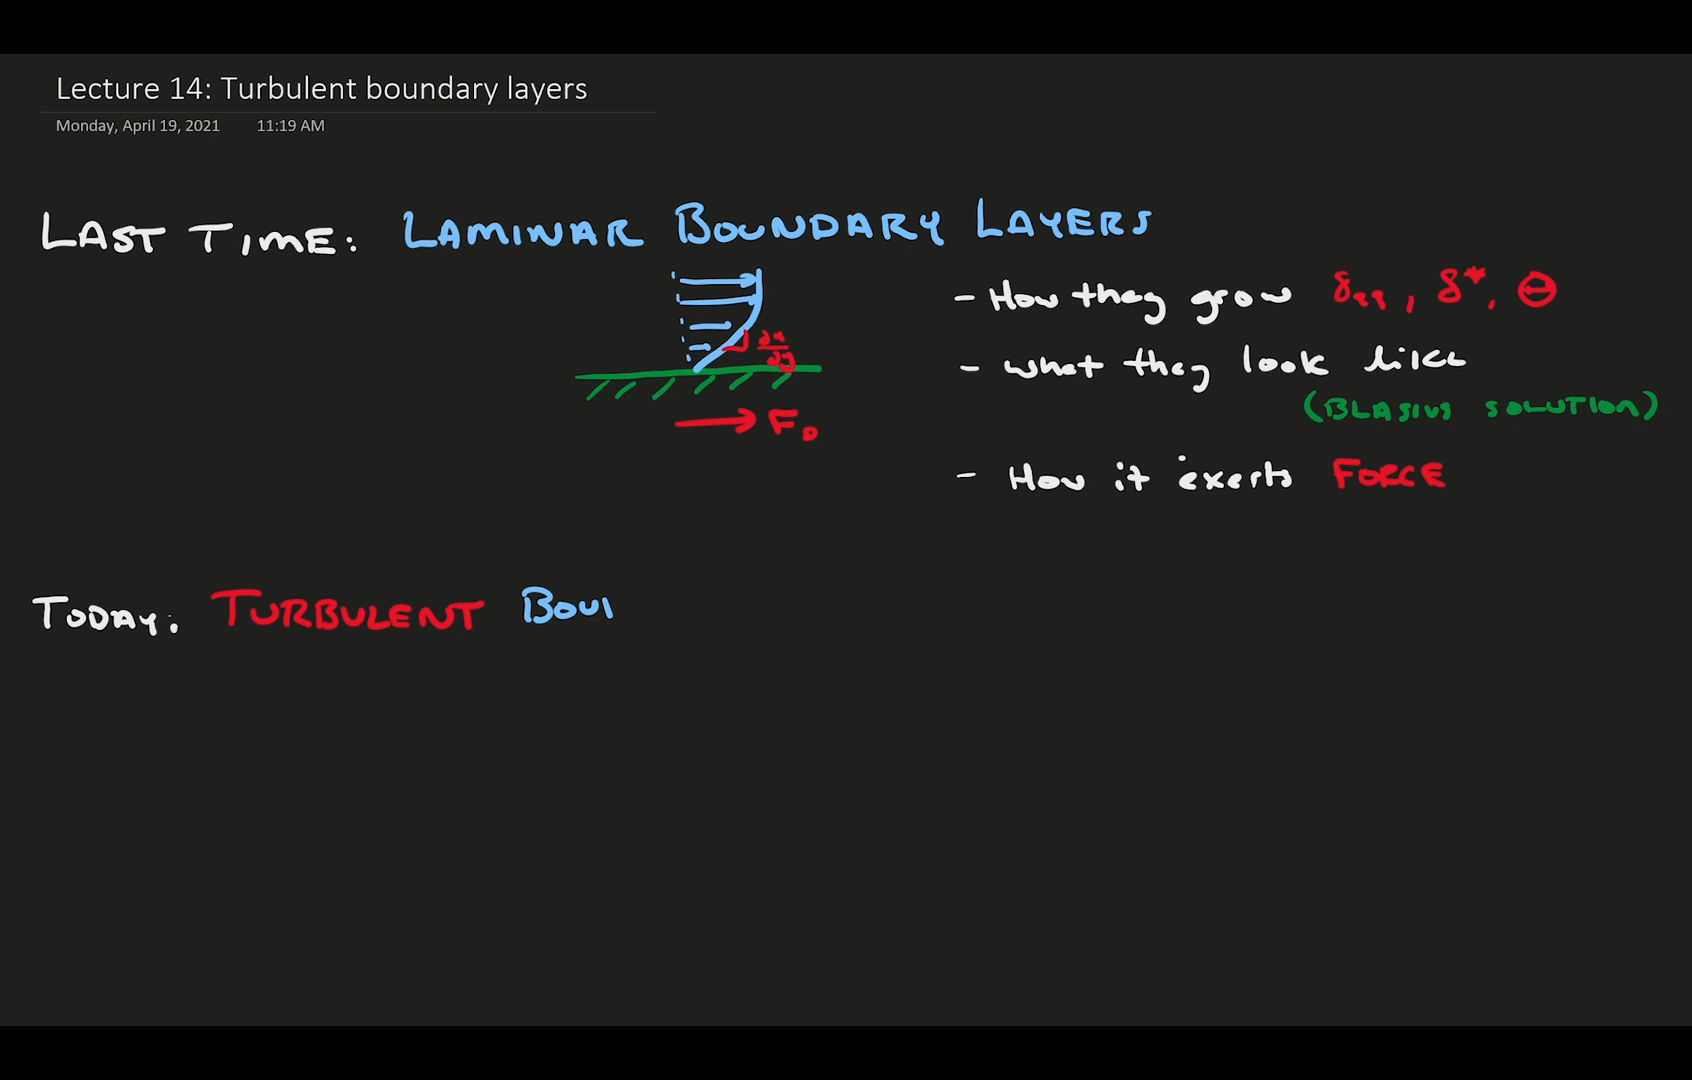 Lecture 14: Turbulent boundary layers
Monday, April 19, 2021 11:19 AM
LAST TIME: LAMINAR BOUNDARY LAYERS
- How they grow δ99, δ*, Θ
∂u/∂y
- what they look like
(BLASIUS SOLUTION)
F_D
- How it exerts FORCE
TODAY: TURBULENT BOU